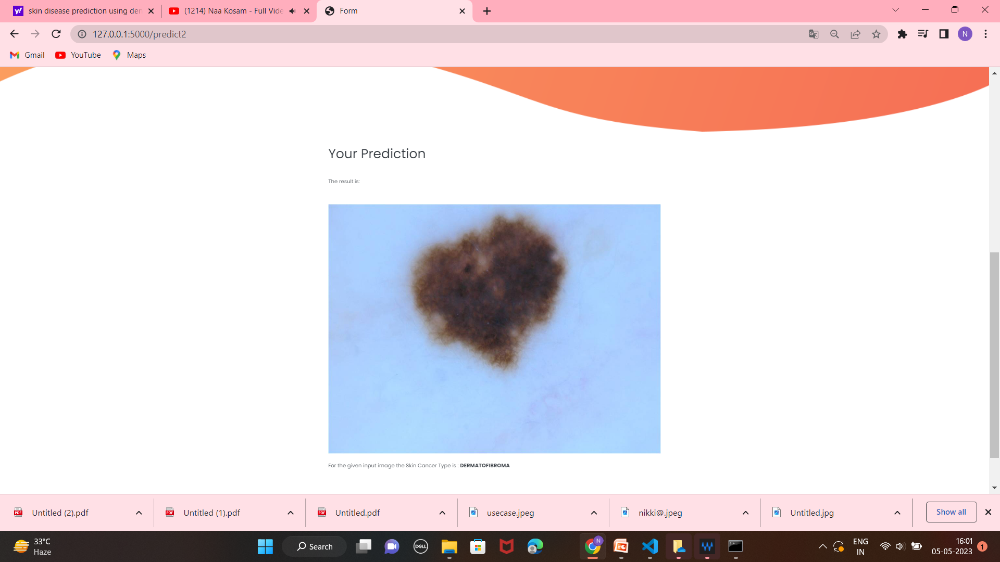 skin disease prediction using den
(1214) Naa Kosam - Full Vide
Form
127.0.0.1:5000/predict2
N
Gmail
YouTube
Maps
Your Prediction
The result is:
For the given input image the Skin Cancer Type is : DERMATOFIBROMA
Untitled (2).pdf
Untitled (1).pdf
Untitled.pdf
usecase.jpeg
nikki@.jpeg
Untitled.jpg
Show all
33°C
Haze
Search
DELL
N
ENG
IN
16:01
05-05-2023
1